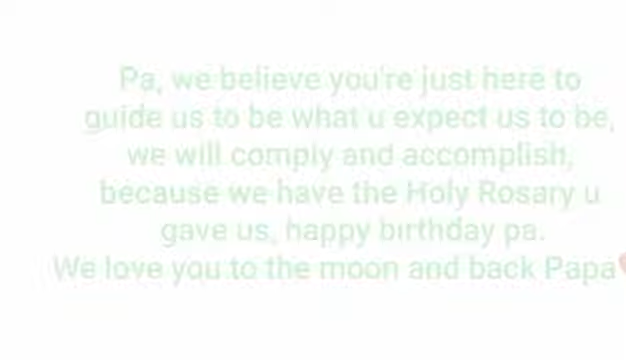 Pa, we believe you're just here to
guide us to be what u expect us to be,
we will comply and accomplish,
because we have the Holy Rosary u
gave us, happy birthday pa.
We love you to the moon and back Papa